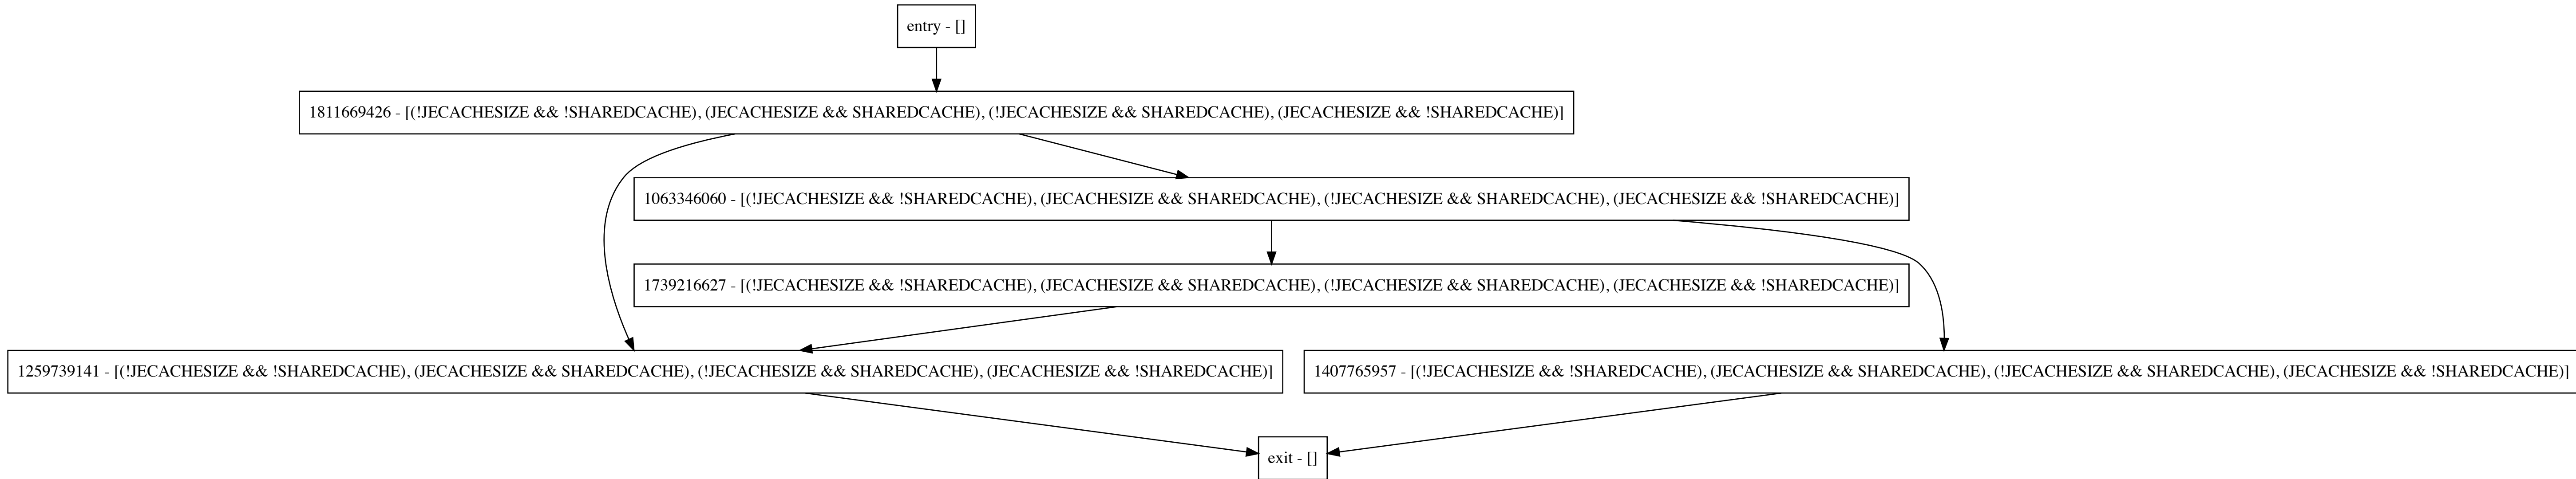 entry - []
1811669426 - [(!JECACHESIZE && !SHAREDCACHE), (JECACHESIZE && SHAREDCACHE), (!JECACHESIZE && SHAREDCACHE), (JECACHESIZE && !SHAREDCACHE)]
1063346060 - [(!JECACHESIZE && !SHAREDCACHE), (JECACHESIZE && SHAREDCACHE), (!JECACHESIZE && SHAREDCACHE), (JECACHESIZE && !SHAREDCACHE)]
1739216627 - [(!JECACHESIZE && !SHAREDCACHE), (JECACHESIZE && SHAREDCACHE), (!JECACHESIZE && SHAREDCACHE), (JECACHESIZE && !SHAREDCACHE)]
1259739141 - [(!JECACHESIZE && !SHAREDCACHE), (JECACHESIZE && SHAREDCACHE), (!JECACHESIZE && SHAREDCACHE), (JECACHESIZE && !SHAREDCACHE)]
1407765957 - [(!JECACHESIZE && !SHAREDCACHE), (JECACHESIZE && SHAREDCACHE), (!JECACHESIZE && SHAREDCACHE), (JECACHESIZE && !SHAREDCACHE)]
exit - []